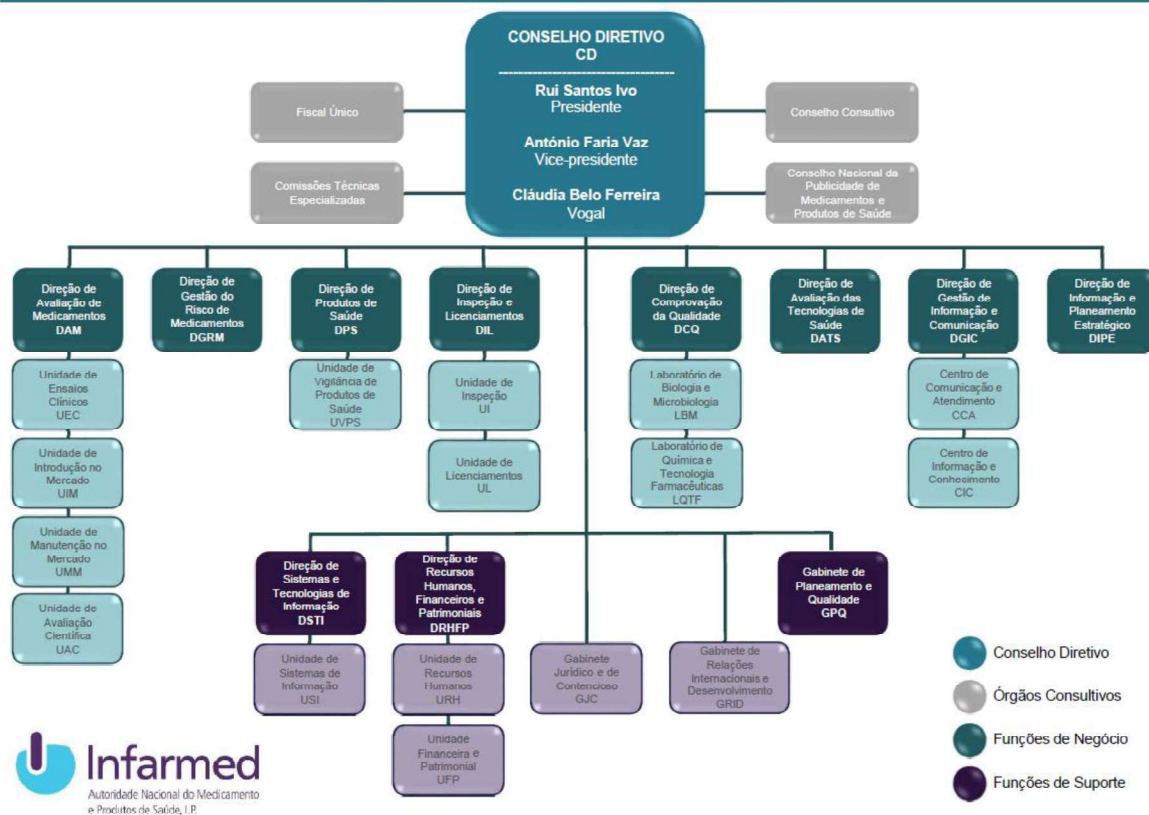 CONSELHO DIRETIVO
CD
Rui Santos Ivo
Presidente
António Faria Vaz
Vice-presidente
Cláudia Belo Ferreira
Vogal
Fiscal Único
Conselho Consultivo
Comissões Técnicas
Especializadas
Conselho Nacional da
Publicidade de
Medicamentos e
Produtos de Saúde
Direção de
Avaliação de
Medicamentos
DAM
Direção de
Gestão do
Risco de
Medicamentos
DGRM
Direção de
Produtos de
Saúde
DPS
Direção de
Inspeção e
Licenciamentos
DIL
Direção de
Comprovação
da Qualidade
DCQ
Direção de
Avaliação das
Tecnologias de
Saúde
DATS
Direção de
Gestão de
Informação e
Comunicação
DGIC
Direção de
Informação e
Planeamento
Estratégico
DIPE
Unidade de
Ensaios
Clínicos
UEC
Unidade de
Vigilância de
Produtos de
Saúde
UVPS
Unidade de
Inspeção
UI
Laboratório de
Biologia e
Microbiologia
LBM
Centro de
Comunicação e
Atendimento
CCA
Unidade de
Introdução no
Mercado
UIM
Unidade de
Licenciamentos
UL
Laboratório de
Química e
Tecnologia
Farmacêuticas
LQTF
Centro de
Informação e
Conhecimento
CIC
Unidade de
Manutenção no
Mercado
UMM
Unidade de
Avaliação
Científica
UAC
Direção de
Sistemas e
Tecnologias de
Informação
DSTI
Direção de
Recursos
Humanos,
Financeiros e
Patrimoniais
DRHFP
Gabinete de
Planeamento e
Qualidade
GPQ
Unidade de
Sistemas de
Informação
USI
Unidade de
Recursos
Humanos
URH
Gabinete
Jurídico e de
Contencioso
GJC
Gabinete de
Relações
Internacionais e
Desenvolvimento
GRID
Unidade
Financeira e
Patrimonial
UFP
Conselho Diretivo
Órgãos Consultivos
Funções de Negócio
Funções de Suporte
Infarmed
Autoridade Nacional do Medicamento
e Produtos de Saúde, I.P.